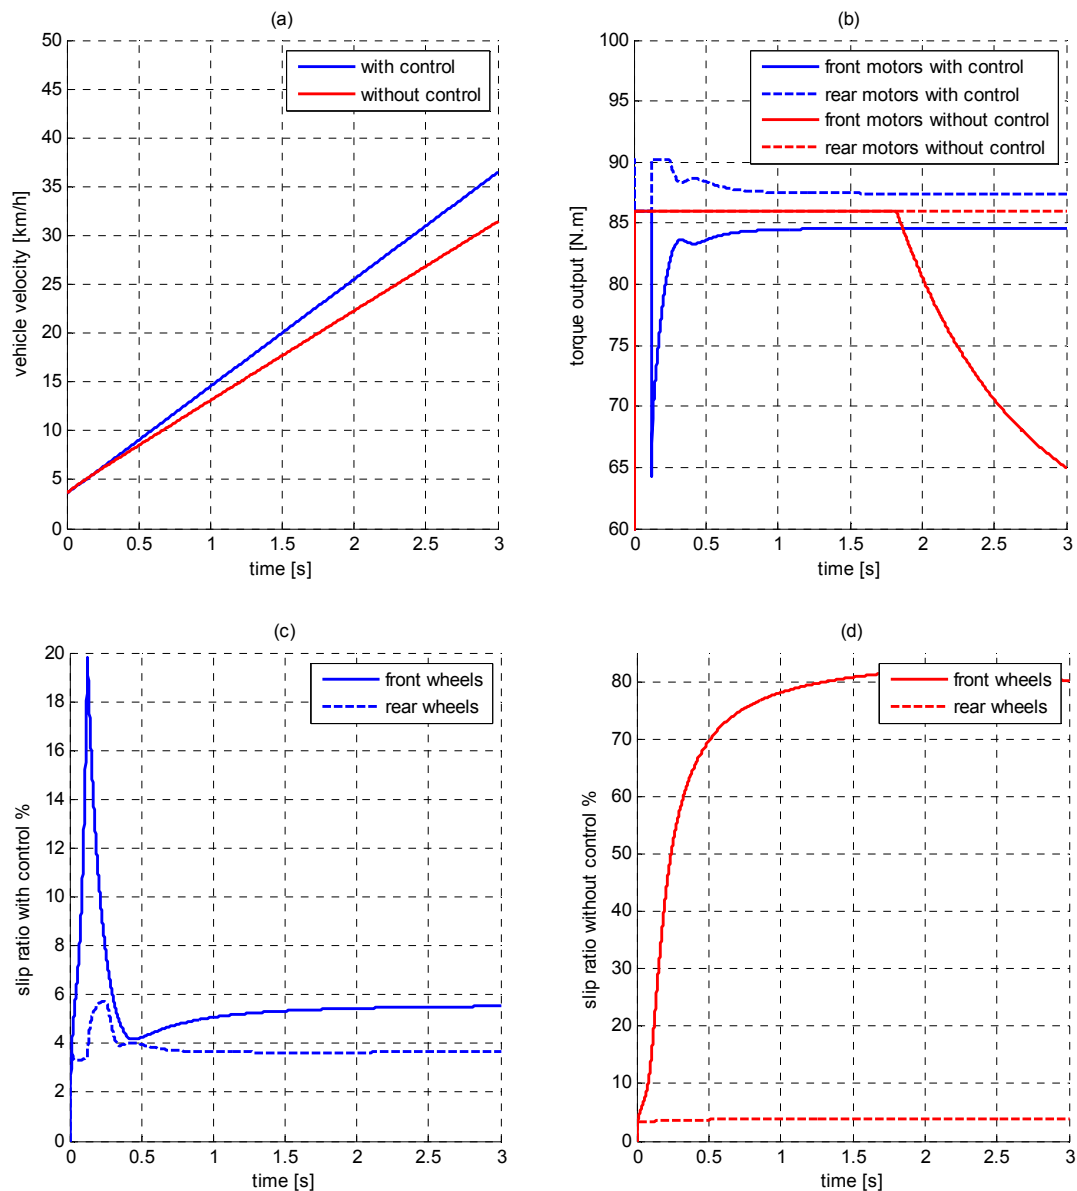 (a)
50
45
40
35
30
25
20
15
10
5
0
0 0.5 1 1.5 2 2.5 3
time [s]
vehicle velocity [km/h]
with control
without control
(b)
100
95
90
85
80
75
70
65
60
0 0.5 1 1.5 2 2.5 3
time [s]
torque output [N.m]
front motors with control
rear motors with control
front motors without control
rear motors without control
(c)
20
18
16
14
12
10
8
6
4
2
0
0 0.5 1 1.5 2 2.5 3
time [s]
slip ratio with control %
front wheels
rear wheels
(d)
80
70
60
50
40
30
20
10
0
0 0.5 1 1.5 2 2.5 3
time [s]
slip ratio without control %
front wheels
rear wheels